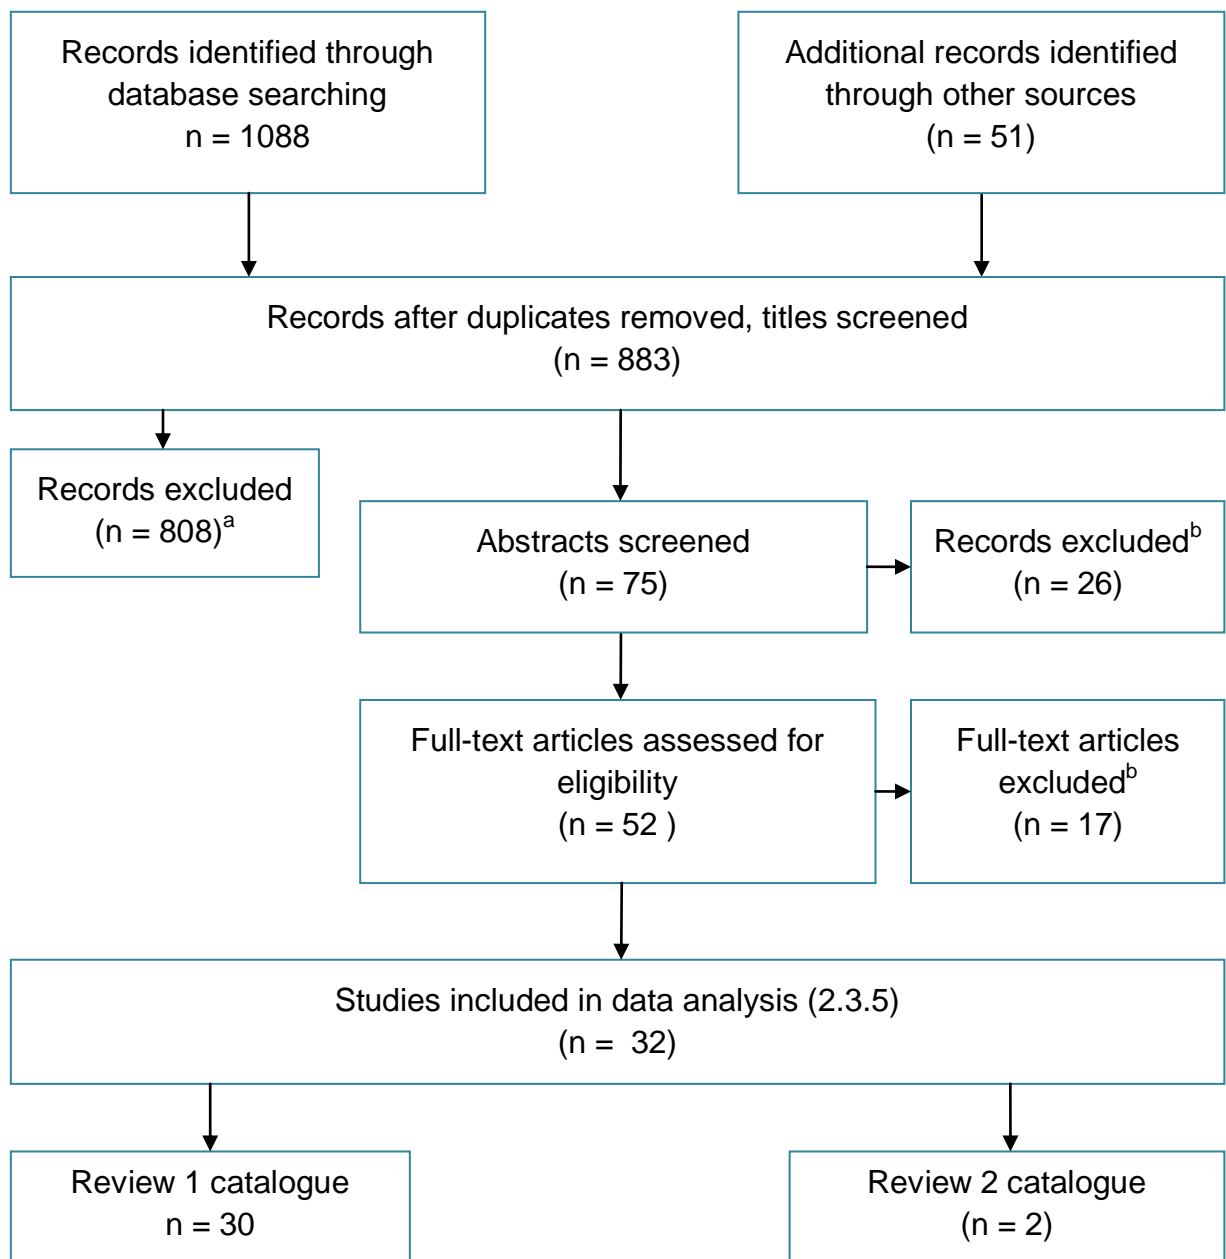 Records identified through
database searching
n = 1088
Additional records identified
through other sources
(n = 51)
Records after duplicates removed, titles screened
(n = 883)
Records excluded
(n = 808)a
Abstracts screened
(n = 75)
Records excludedb
(n = 26)
Full-text articles assessed for
eligibility
(n = 52 )
Full-text articles
excludedb
(n = 17)
Studies included in data analysis (2.3.5)
(n =  32)
Review 1 catalogue
n = 30
Review 2 catalogue
(n = 2)